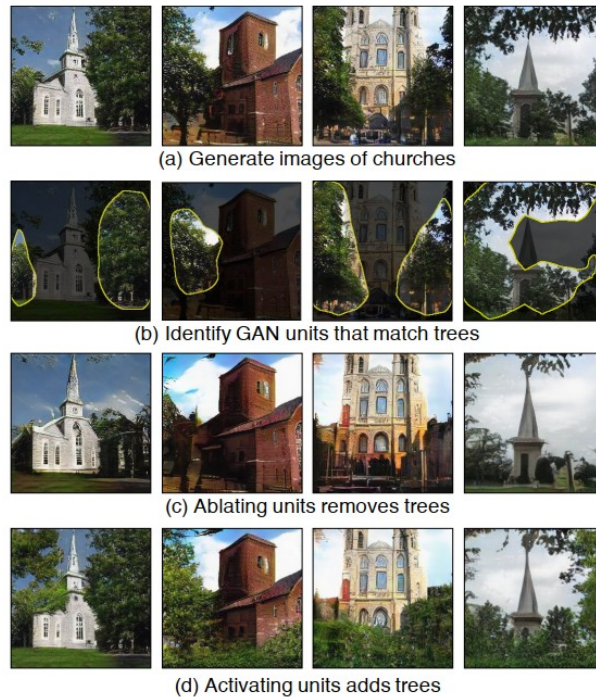 (a) Generate images of churches
(b) Identify GAN units that match trees
(c) Ablating units removes trees
(d) Activating units adds trees